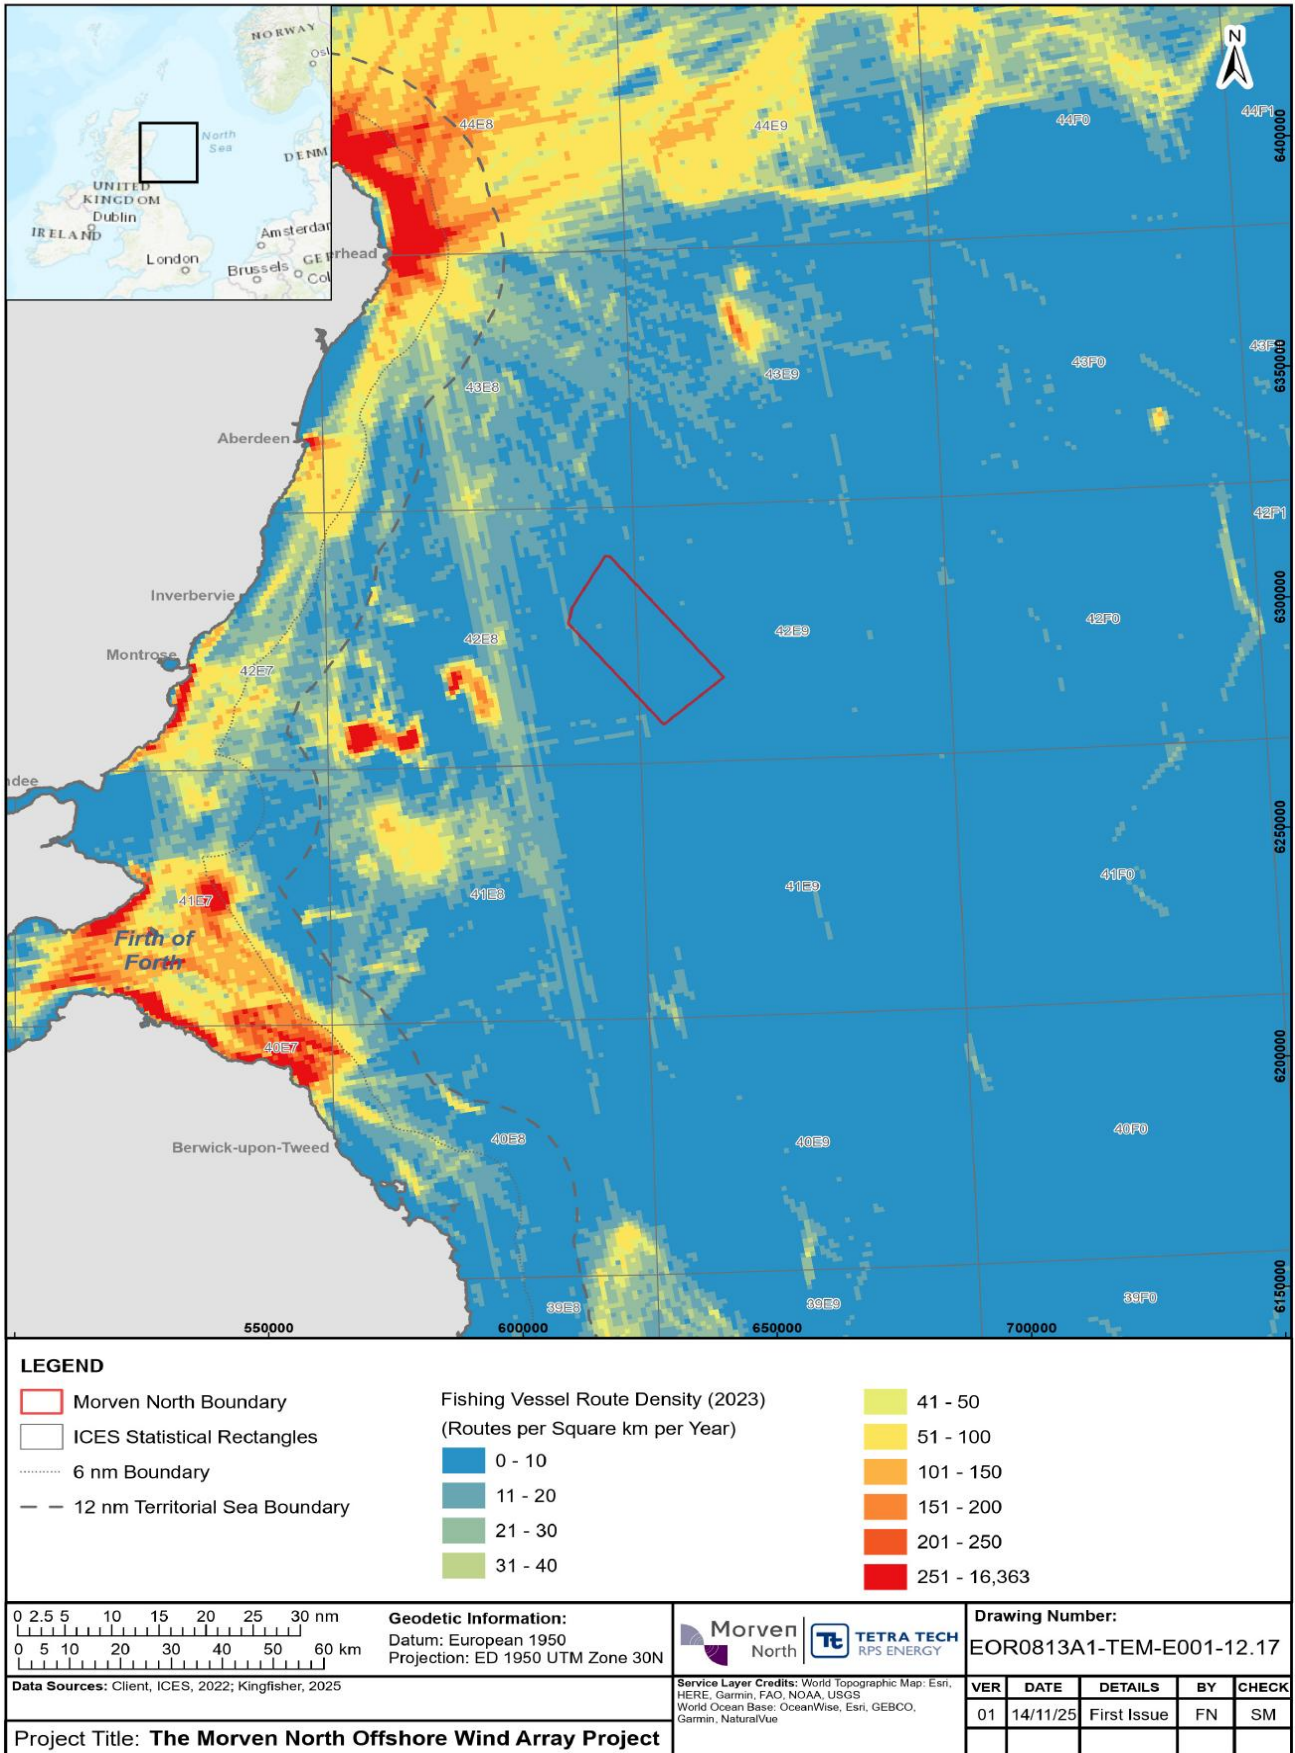 NORWAY
Osl
North
Sea
DENM
UNITED
KINGDOM
Dublin
IRELAND
Amsterdar
London
Brussels
GE
Col
N
44E8
44E9
44F0
44F1
6400000
rhead
43E8
43E9
43F0
43F
6350000
Aberdeen
42F1
Inverbervie
6300000
Montrose
42E7
42E8
42E9
42F0
ndee
6250000
41E7
41E8
41E9
41F0
Firth of
Forth
40E7
6200000
Berwick-upon-Tweed
40E8
40E9
40F0
39E8
39E9
39F0
6150000
550000 600000 650000 700000
LEGEND
Morven North Boundary
ICES Statistical Rectangles
6 nm Boundary
12 nm Territorial Sea Boundary
Fishing Vessel Route Density (2023)
(Routes per Square km per Year)
0 - 10
11 - 20
21 - 30
31 - 40
41 - 50
51 - 100
101 - 150
151 - 200
201 - 250
251 - 16,363
0 2.5 5 10 15 20 25 30 nm
0 5 10 20 30 40 50 60 km
Geodetic Information:
Datum: European 1950
Projection: ED 1950 UTM Zone 30N
Morven
North
Tt
TETRA TECH
RPS ENERGY
Drawing Number:
EOR0813A1-TEM-E001-12.17
Data Sources: Client, ICES, 2022; Kingfisher, 2025
Service Layer Credits: World Topographic Map: Esri,
HERE, Garmin, FAO, NOAA, USGS
World Ocean Base: OceanWise, Esri, GEBCO,
Garmin, NaturalVue
VER DATE DETAILS BY CHECK
01 14/11/25 First Issue FN SM
Project Title: The Morven North Offshore Wind Array Project